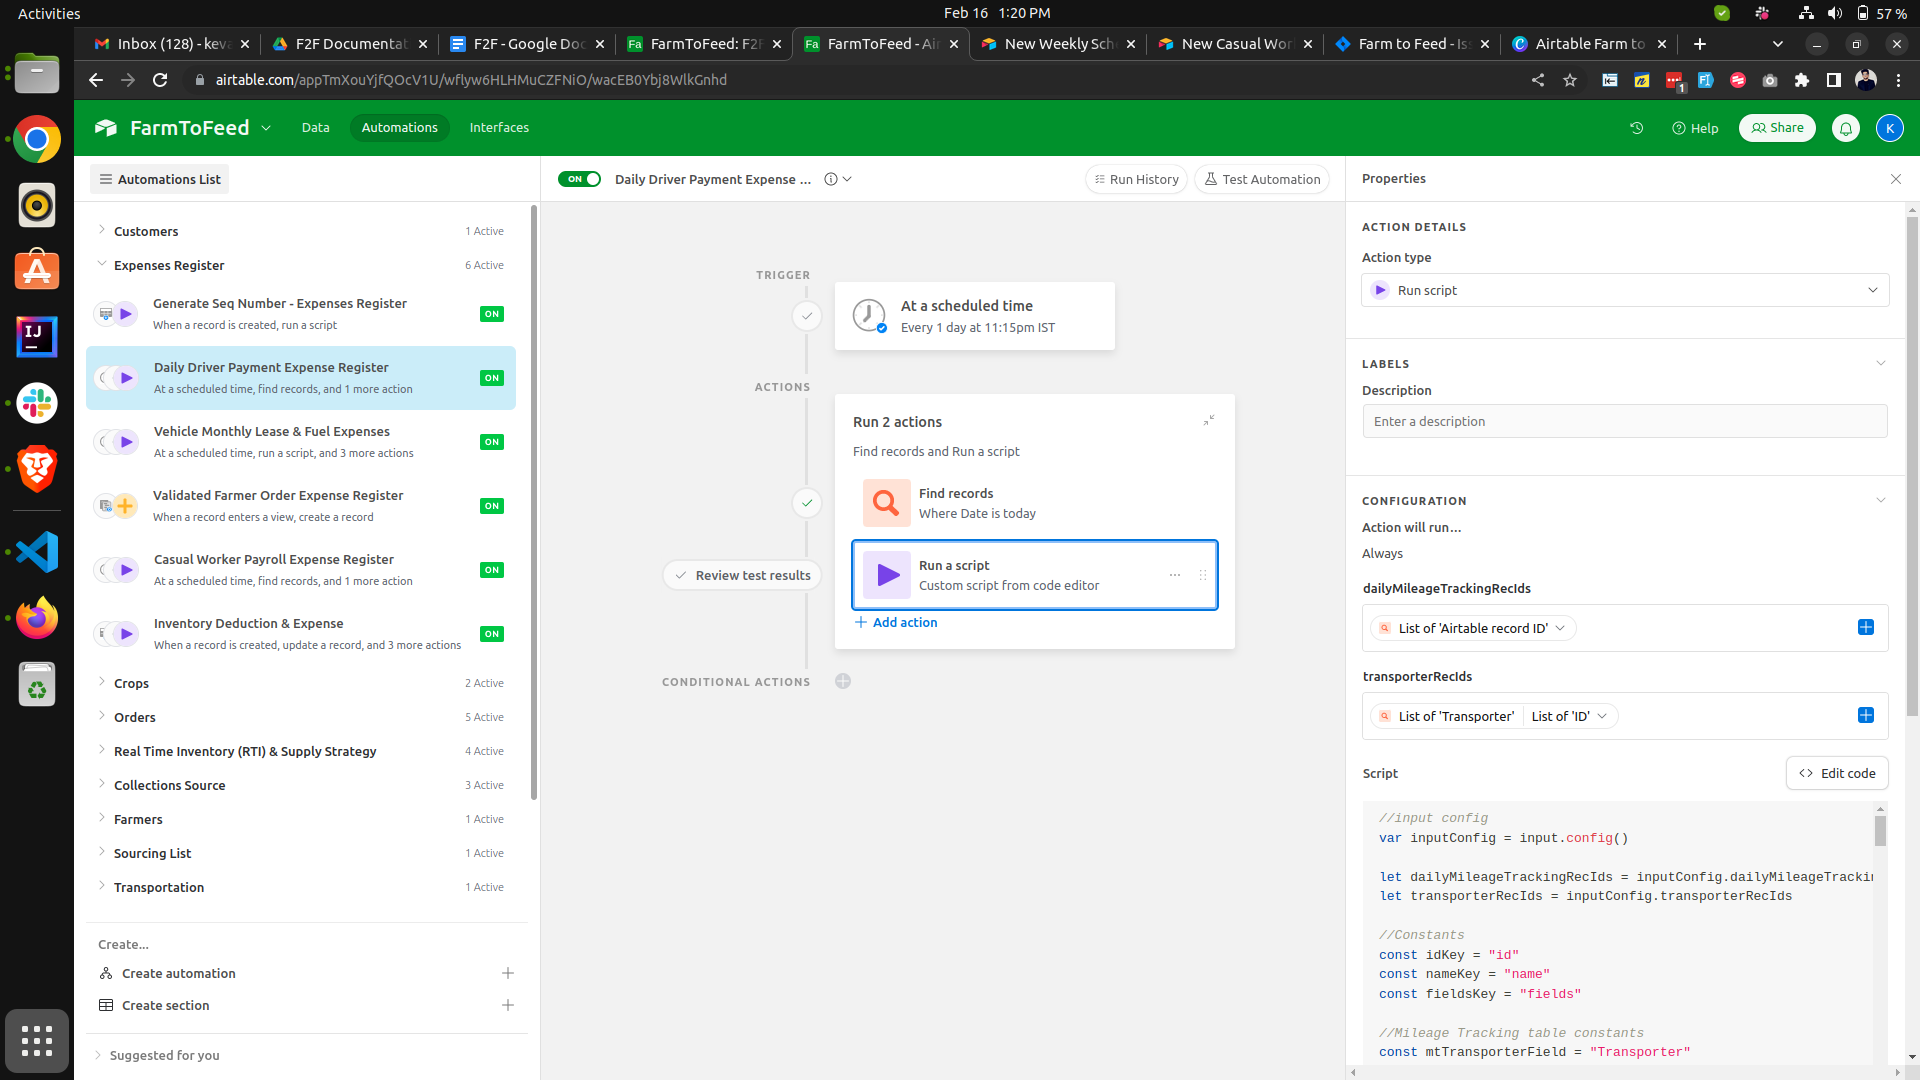 Activities
Feb 16 1:20 PM
57 %
Inbox (128) - keva
F2F Documentat
F2F - Google Doc
Fa
FarmToFeed: F2F
Fa
FarmToFeed - Air
New Weekly Sche
New Casual Work
Farm to Feed - Iss
Airtable Farm to
airtable.com/appTmXouYjfQOcV1U/wflyw6HLHMuCZFNiO/wacEB0Ybj8WlkGnhd
1
FarmToFeed
Data
Automations
Interfaces
Help
Share
K
Automations List
ON
Daily Driver Payment Expense ...
Run History
Test Automation
Properties
Customers
1 Active
Expenses Register
6 Active
Generate Seq Number - Expenses Register
When a record is created, run a script
ON
Daily Driver Payment Expense Register
At a scheduled time, find records, and 1 more action
ON
Vehicle Monthly Lease & Fuel Expenses
At a scheduled time, run a script, and 3 more actions
ON
Validated Farmer Order Expense Register
When a record enters a view, create a record
ON
Casual Worker Payroll Expense Register
At a scheduled time, find records, and 1 more action
ON
Inventory Deduction & Expense
When a record is created, update a record, and 3 more actions
ON
Crops
2 Active
Orders
5 Active
Real Time Inventory (RTI) & Supply Strategy
4 Active
Collections Source
3 Active
Farmers
1 Active
Sourcing List
1 Active
Transportation
1 Active
Create...
Create automation
Create section
Suggested for you
TRIGGER
At a scheduled time
Every 1 day at 11:15pm IST
ACTIONS
Run 2 actions
Find records and Run a script
Find records
Where Date is today
Review test results
Run a script
Custom script from code editor
Add action
CONDITIONAL ACTIONS
ACTION DETAILS
Action type
Run script
LABELS
Description
Enter a description
CONFIGURATION
Action will run...
Always
dailyMileageTrackingRecIds
List of 'Airtable record ID'
transporterRecIds
List of 'Transporter' List of 'ID'
Script
<> Edit code
//input config
var inputConfig = input.config()
let dailyMileageTrackingRecIds = inputConfig.dailyMileageTrackin
let transporterRecIds = inputConfig.transporterRecIds
//Constants
const idKey = "id"
const nameKey = "name"
const fieldsKey = "fields"
//Mileage Tracking table constants
const mtTransporterField = "Transporter"
IJ